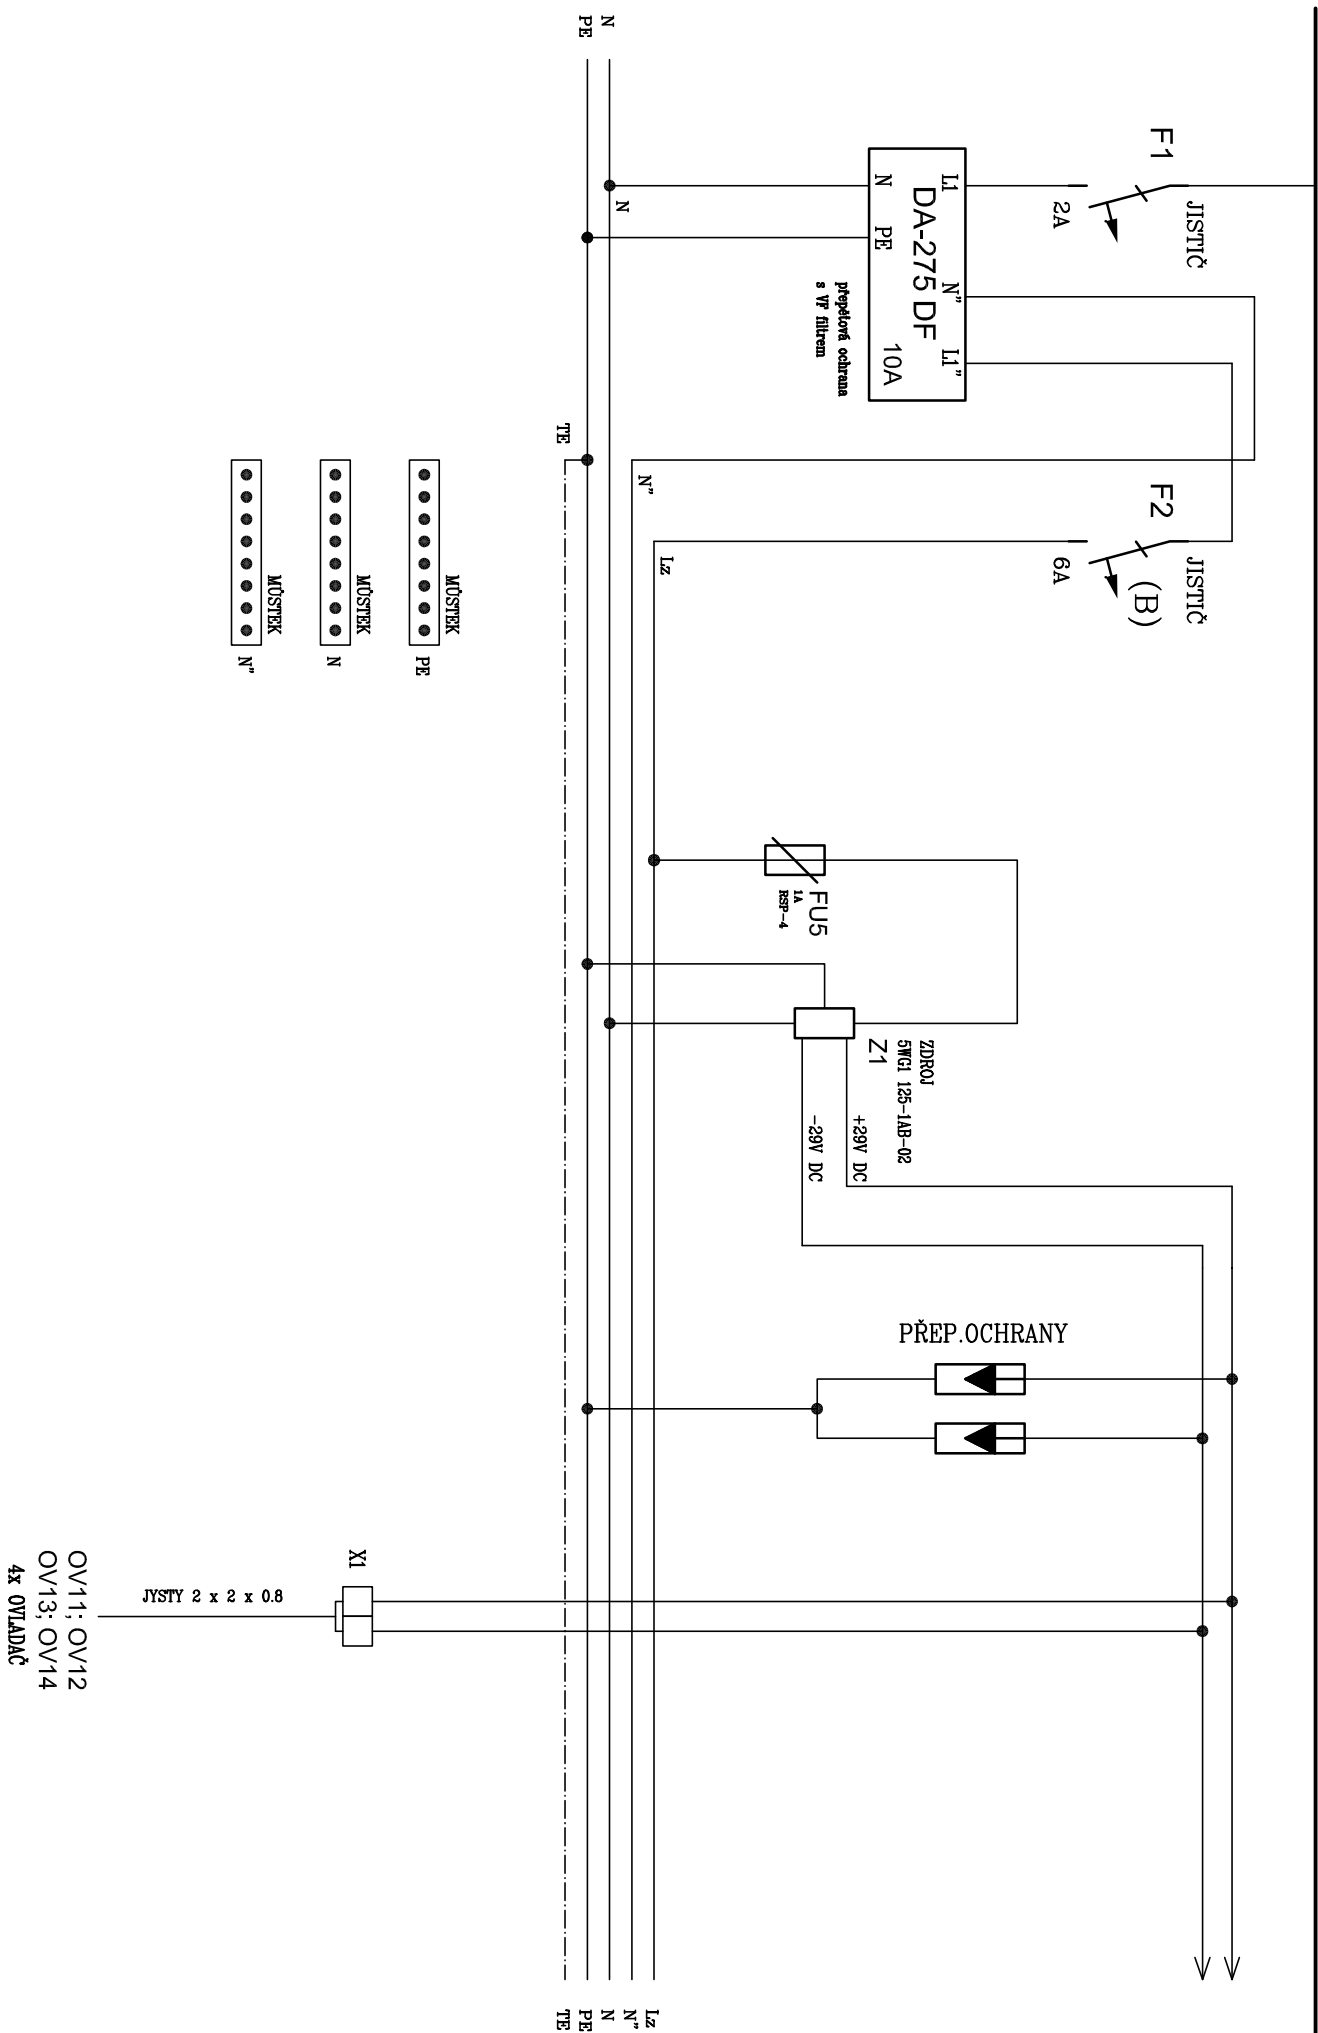 N
PE
F1
JISTIČ
2A
L1
N
PE
N"
L1"
DA-275 DF
10A
přepěťová ochrana
s VF filtrem
N
TE
N"
F2
JISTIČ
(B)
6A
Lz
MŮSTEK
PE
MŮSTEK
N
MŮSTEK
N"
FU5
1A
RSP-4
ZDROJ
5WG1 125-1AB-02
Z1
+29V DC
-29V DC
PŘEP.OCHRANY
X1
JYSTY 2 x 2 x 0.8
OV11; OV12
OV13; OV14
4x OVLADAČ
Lz
N"
N
PE
TE